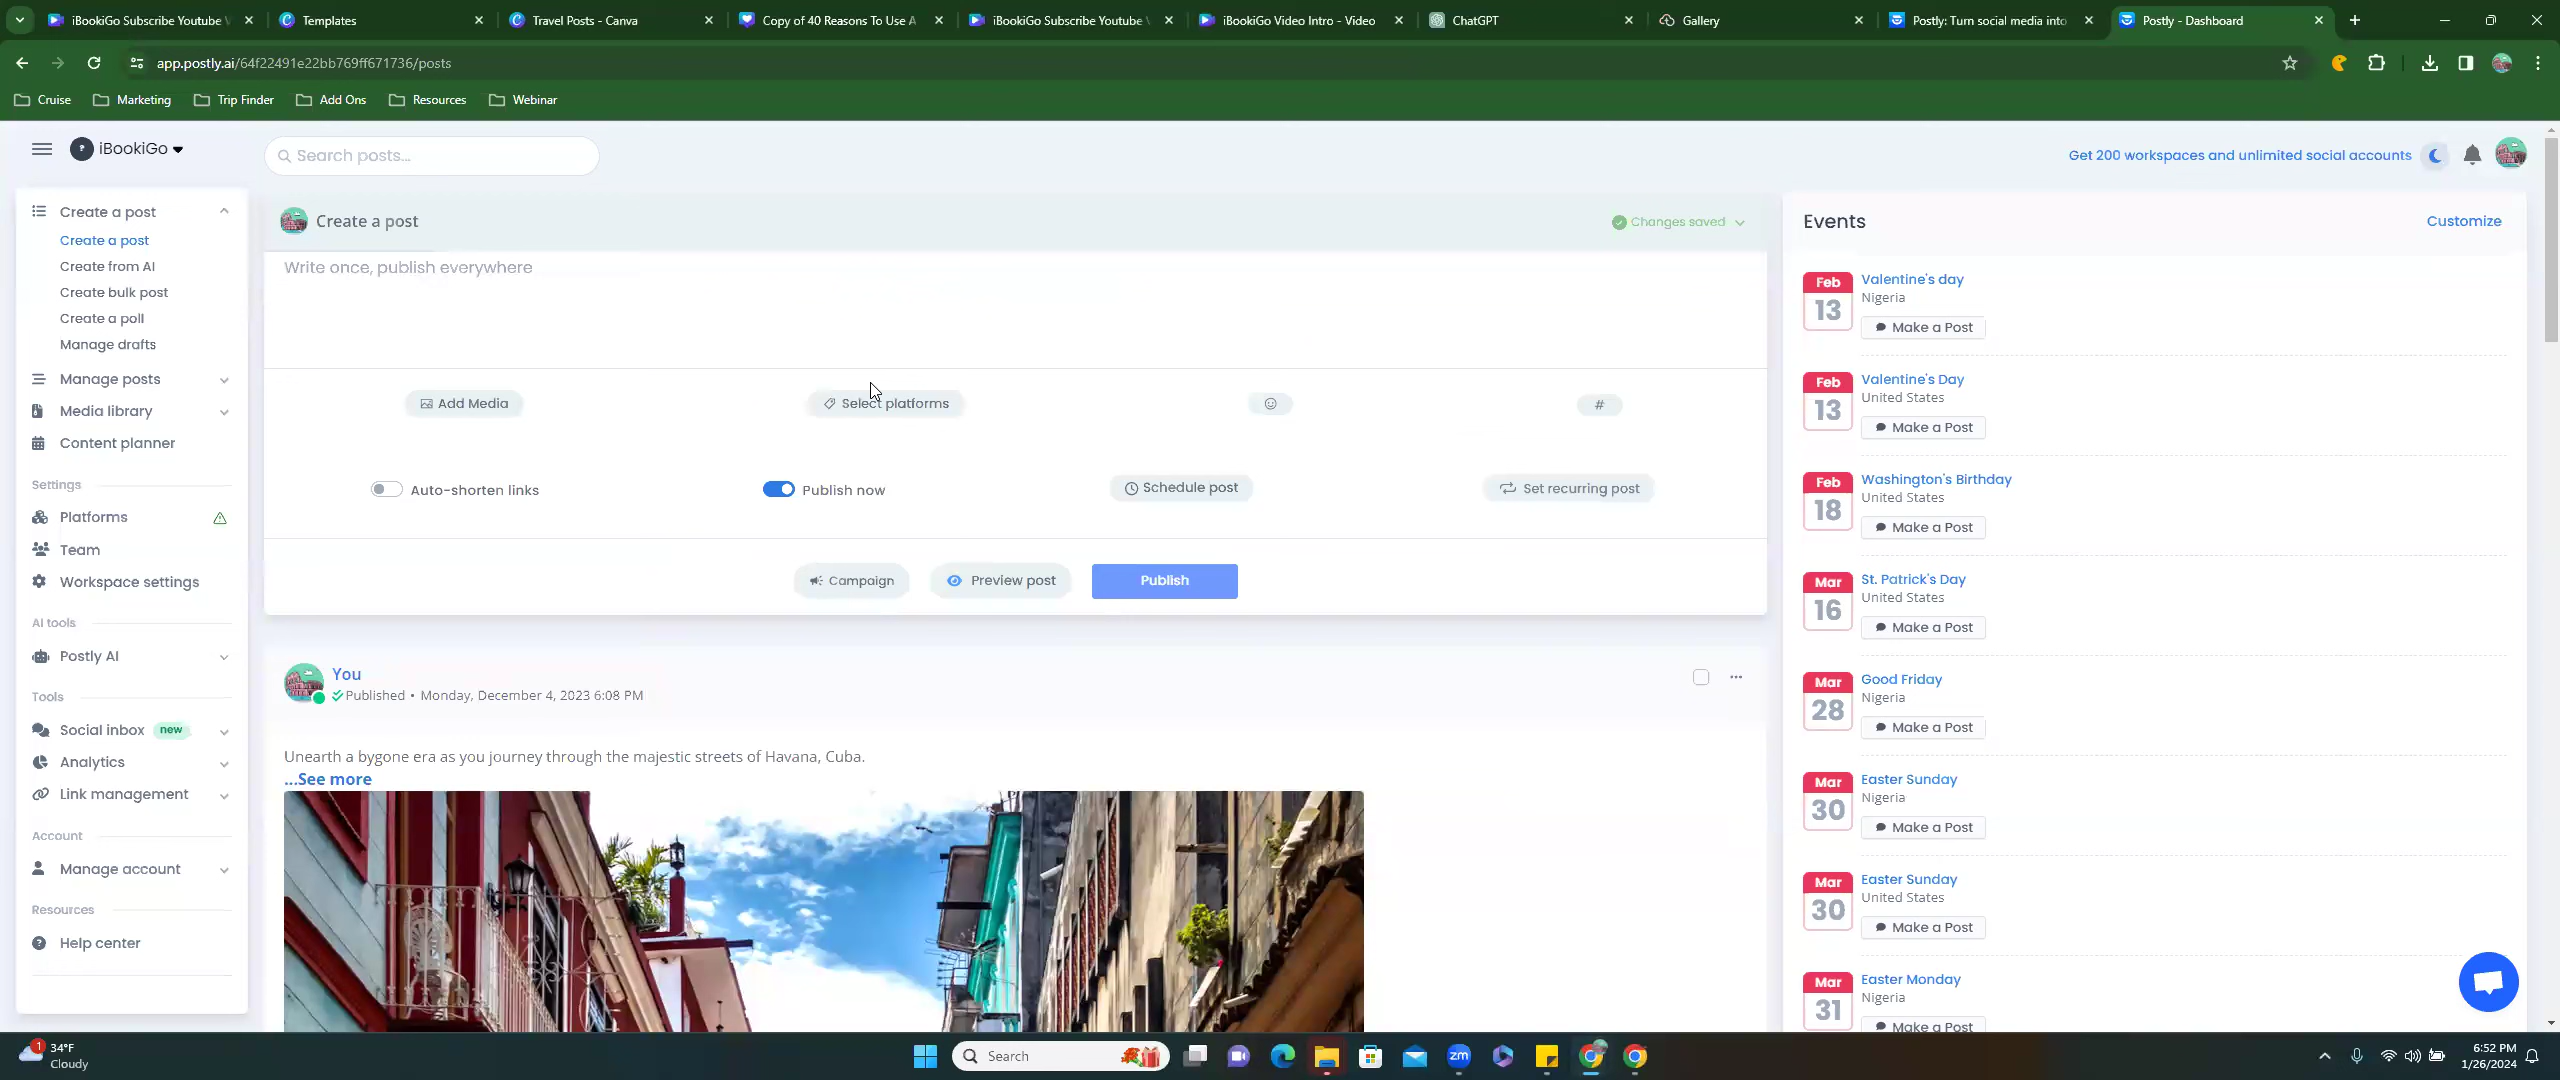 iBookiGo Subscribe Youtube V
Templates
Travel Posts - Canva
Copy of 40 Reasons To Use A
iBookiGo Subscribe Youtube V
iBookiGo Video Intro - Video
ChatGPT
Gallery
Postly: Turn social media into
Postly - Dashboard
app.postly.ai/64f22491e22bb769ff671736/posts
Cruise
Marketing
Trip Finder
Add Ons
Resources
Webinar
iBookiGo
Search posts...
Get 200 workspaces and unlimited social accounts
Create a post
Create a post
Create from AI
Create bulk post
Create a poll
Manage drafts
Manage posts
Media library
Content planner
Settings
Platforms
Team
Workspace settings
AI tools
Postly AI
Tools
Social inbox new
Analytics
Link management
Account
Manage account
Resources
Help center
Create a post
Changes saved
Write once, publish everywhere
Add Media
Select platforms
#
Auto-shorten links
Publish now
Schedule post
Set recurring post
Campaign
Preview post
Publish
You
Published • Monday, December 4, 2023 6:08 PM
Unearth a bygone era as you journey through the majestic streets of Havana, Cuba.
...See more
Events
Customize
Feb
13
Valentine's day
Nigeria
Make a Post
Feb
13
Valentine's Day
United States
Make a Post
Feb
18
Washington's Birthday
United States
Make a Post
Mar
16
St. Patrick's Day
United States
Make a Post
Mar
28
Good Friday
Nigeria
Make a Post
Mar
30
Easter Sunday
Nigeria
Make a Post
Mar
30
Easter Sunday
United States
Make a Post
Mar
31
Easter Monday
Nigeria
Make a Post
1
34°F
Cloudy
Search
zm
6:52 PM
1/26/2024